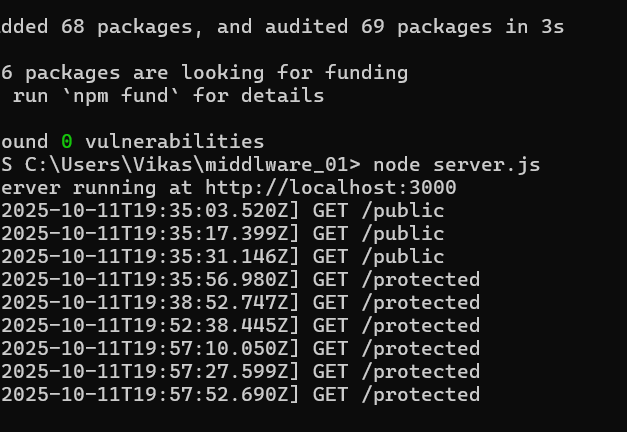 dded 68 packages, and audited 69 packages in 3s
6 packages are looking for funding
run `npm fund` for details
ound 0 vulnerabilities
S C:\Users\Vikas\middlware_01> node server.js
erver running at http://localhost:3000
2025-10-11T19:35:03.520Z] GET /public
2025-10-11T19:35:17.399Z] GET /public
2025-10-11T19:35:31.146Z] GET /public
2025-10-11T19:35:56.980Z] GET /protected
2025-10-11T19:38:52.747Z] GET /protected
2025-10-11T19:52:38.445Z] GET /protected
2025-10-11T19:57:10.050Z] GET /protected
2025-10-11T19:57:27.599Z] GET /protected
2025-10-11T19:57:52.690Z] GET /protected